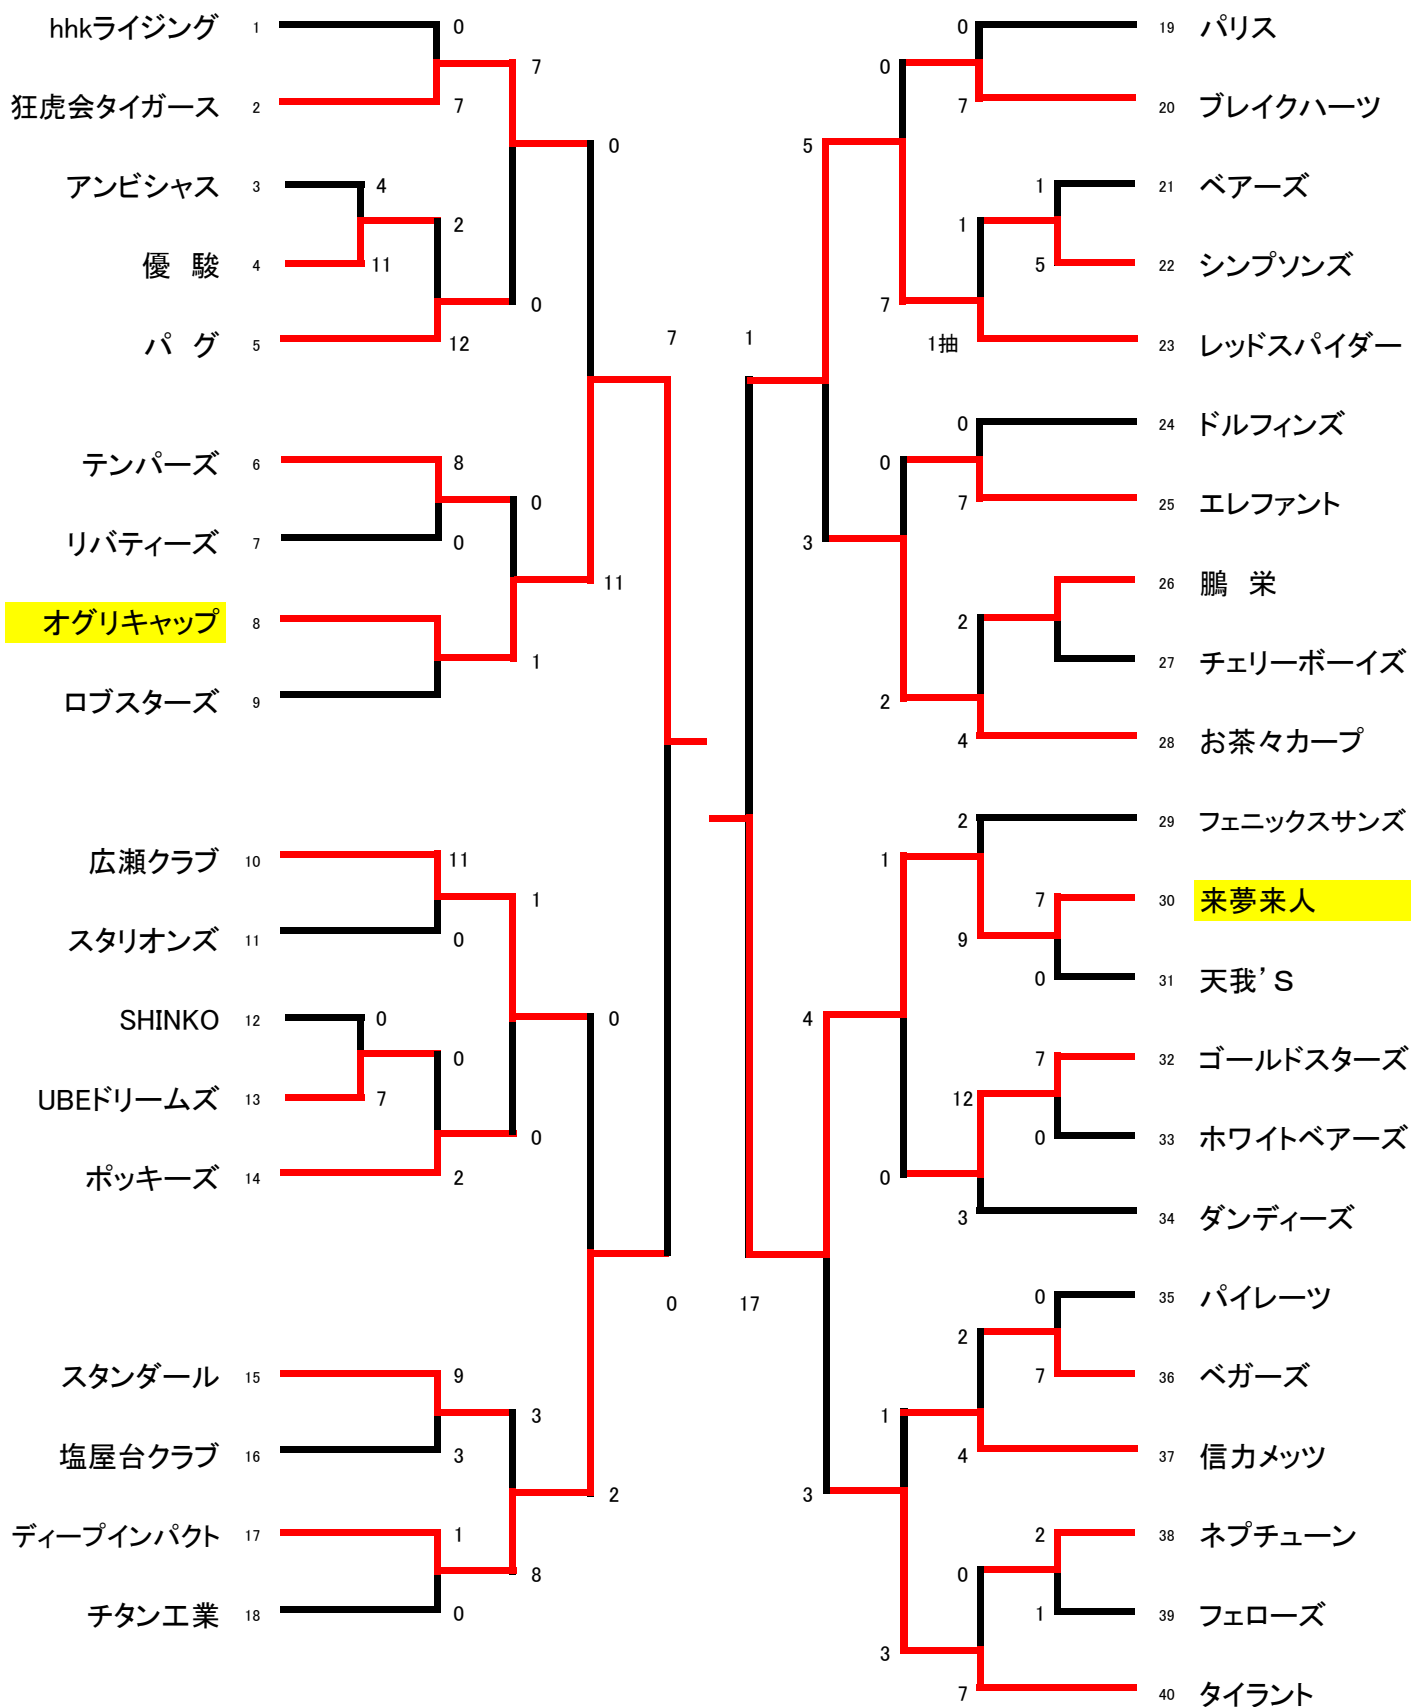 hhkライジング 1 0
7
狂虎会タイガース 2 7
0
アンビシャス 3 4
2
優 駿 4 11
0
パ グ 5 12
7
テンパーズ 6 8
0
リバティーズ 7 0
11
オグリキャップ 8
1
ロブスターズ 9
広瀬クラブ 10 11
1
スタリオンズ 11 0
SHINKO 12 0
0
0
UBEドリームズ 13 7
0
ポッキーズ 14 2
0
スタンダール 15 9
3
塩屋台クラブ 16 3
2
ディープインパクト 17 1
8
チタン工業 18 0
0 19 パリス
0
7 20 ブレイクハーツ
5
1 21 ベアーズ
1
5 22 シンプソンズ
7
1抽 23 レッドスパイダー
1
0 24 ドルフィンズ
0
7 25 エレファント
3
26 鵬 栄
2
27 チェリーボーイズ
2
4 28 お茶々カープ
2 29 フェニックスサンズ
1
7 30 来夢来人
9
0 31 天我’S
4
7 32 ゴールドスターズ
12
0 33 ホワイトベアーズ
0
3 34 ダンディーズ
17
0 35 パイレーツ
2
7 36 ベガーズ
1
4 37 信力メッツ
3
2 38 ネプチューン
0
1 39 フェローズ
3
7 40 タイラント